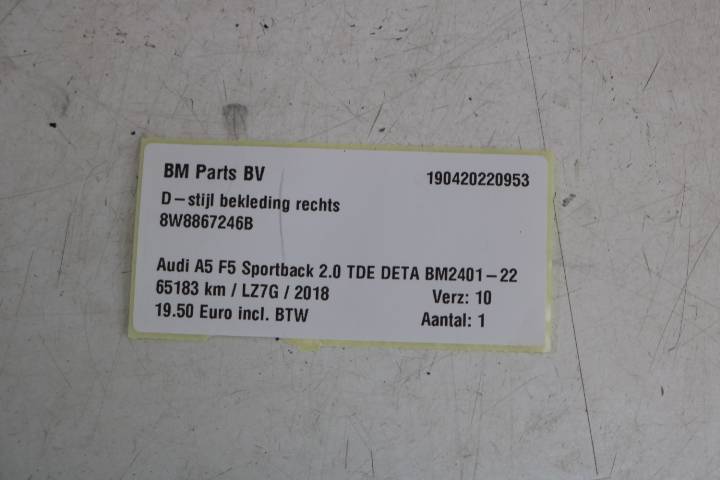 BM Parts BV 190420220953
D-stijl bekleding rechts
8W8867246B
Audi A5 F5 Sportback 2.0 TDE DETA BM2401-22
65183 km / LZ7G / 2018 Verz: 10
19.50 Euro incl. BTW Aantal: 1